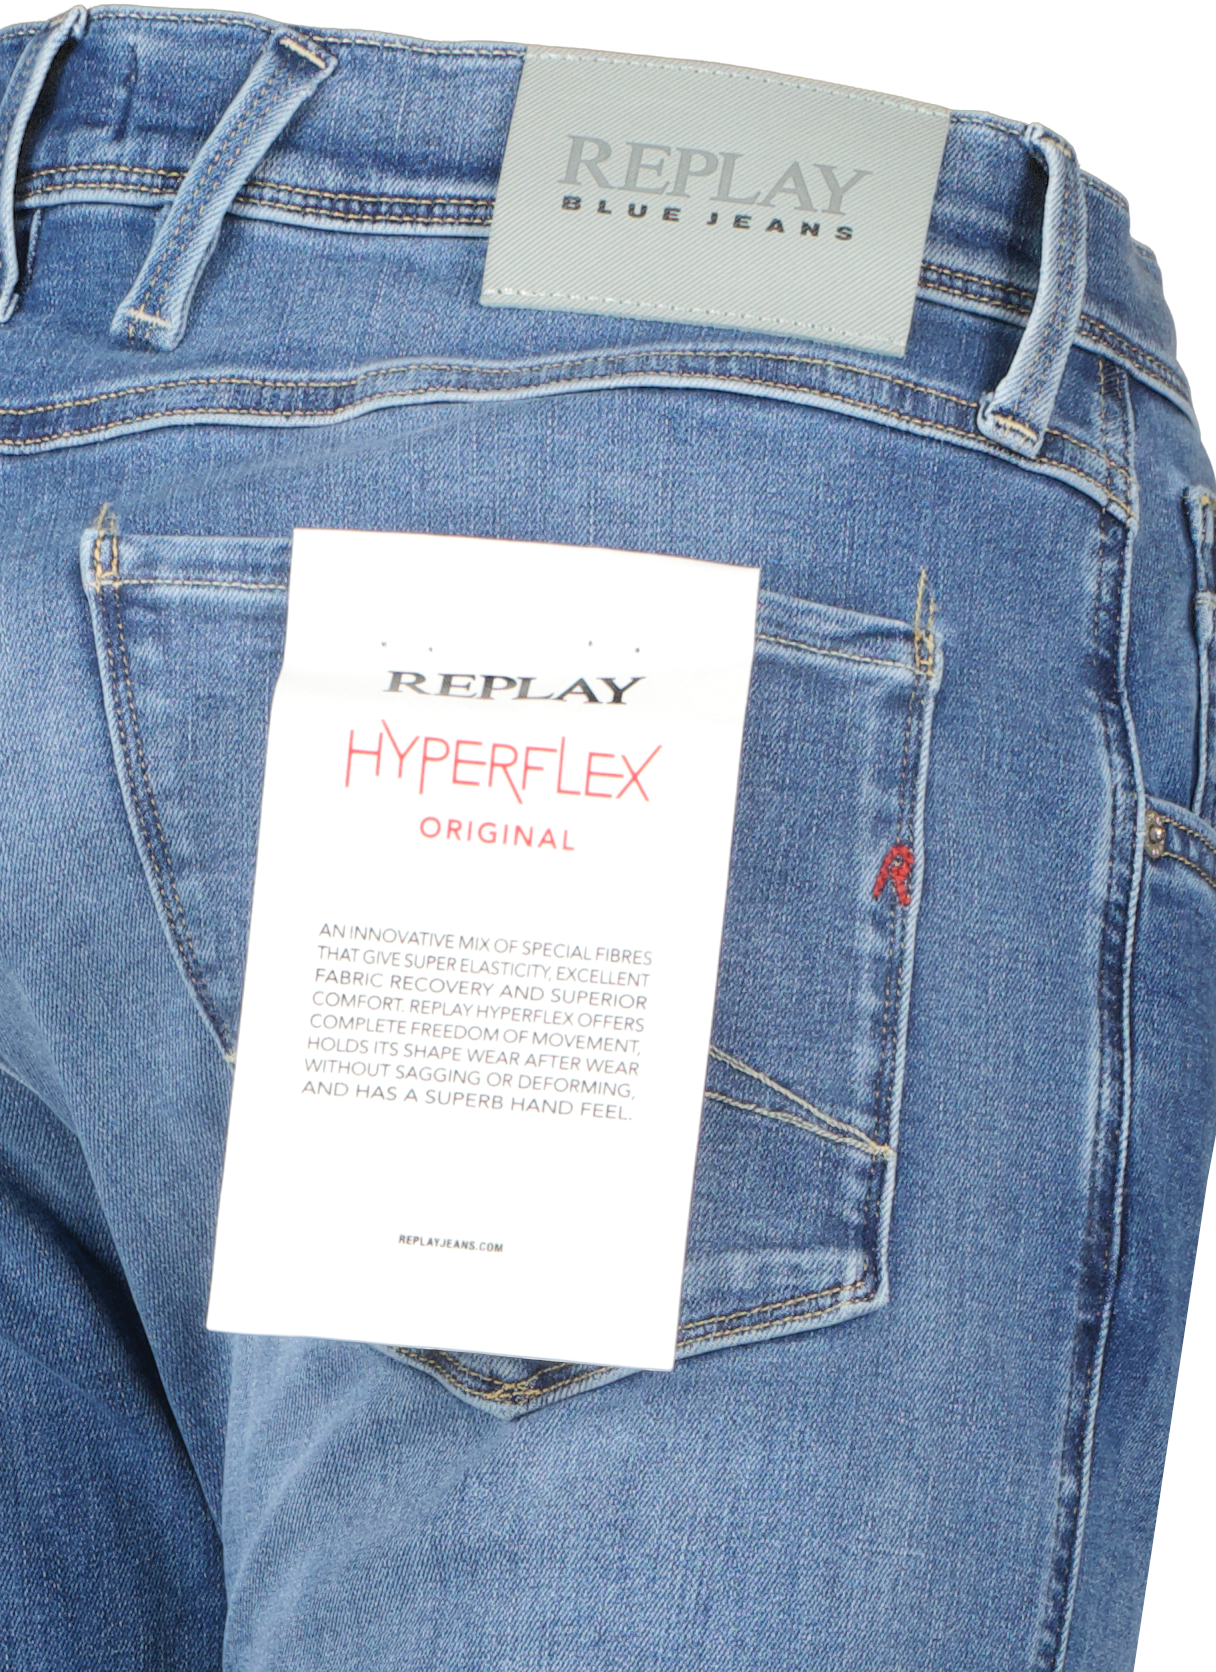 REPLAY
BLUE JEANS
REPLAY
HYPERFLEX
ORIGINAL
R
AN INNOVATIVE MIX OF SPECIAL FIBRES
THAT GIVE SUPER ELASTICITY, EXCELLENT
FABRIC RECOVERY AND SUPERIOR
COMFORT. REPLAY HYPERFLEX OFFERS
COMPLETE FREEDOM OF MOVEMENT,
HOLDS ITS SHAPE WEAR AFTER WEAR
WITHOUT SAGGING OR DEFORMING,
AND HAS A SUPERB HAND FEEL.
REPLAYJEANS.COM